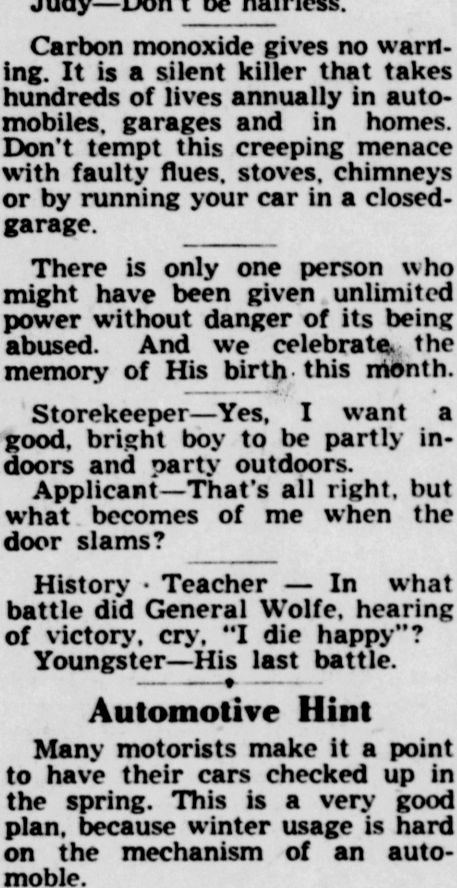 Judy—Don't be hairless.
Carbon monoxide gives no warn-
ing. It is a silent killer that takes
hundreds of lives annually in auto-
mobiles, garages and in homes.
Don't tempt this creeping menace
with faulty flues, stoves, chimneys
or by running your car in a closed-
garage.
There is only one person who
might have been given unlimited
power without danger of its being
abused. And we celebrate the
memory of His birth this month.
Storekeeper—Yes, I want a
good, bright boy to be partly in-
doors and party outdoors.
Applicant—That's all right, but
what becomes of me when the
door slams?
History · Teacher — In what
battle did General Wolfe, hearing
of victory, cry, "I die happy"?
Youngster—His last battle.
Automotive Hint
Many motorists make it a point
to have their cars checked up in
the spring. This is a very good
plan, because winter usage is hard
on the mechanism of an auto-
moble.